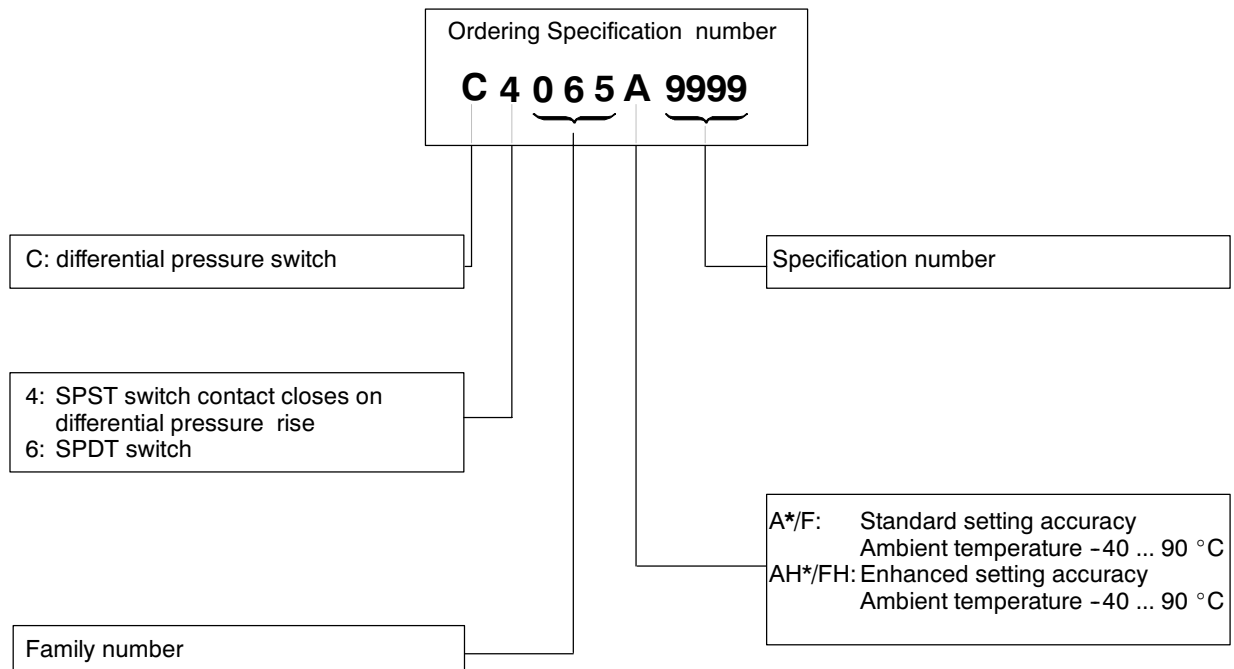 Ordering Specification number
C 4 0 6 5 A 9999
C: differential pressure switch
Specification number
4: SPST switch contact closes on
differential pressure rise
6: SPDT switch
A*/F: Standard setting accuracy
Ambient temperature -40 ... 90 °C
AH*/FH: Enhanced setting accuracy
Ambient temperature -40 ... 90 °C
Family number